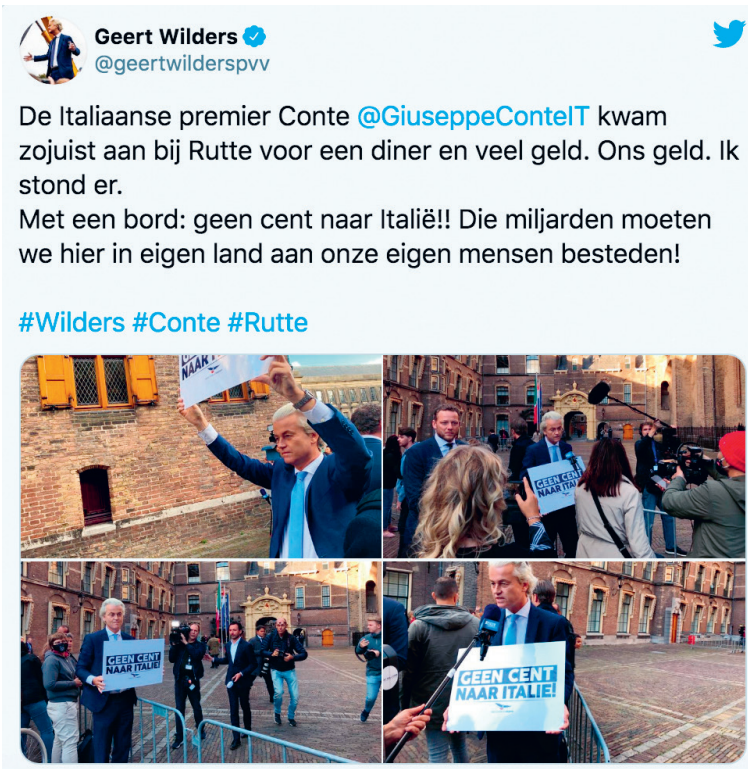 Geert Wilders
@geertwilderspvv
De Italiaanse premier Conte @GiuseppeConteIT kwam
zojuist aan bij Rutte voor een diner en veel geld. Ons geld. Ik
stond er.
Met een bord: geen cent naar Italië!! Die miljarden moeten
we hier in eigen land aan onze eigen mensen besteden!
#Wilders #Conte #Rutte
NAAR
GEEN CENT
NAAR ITALIE
GEEN CENT
NAAR ITALIE!
GEEN CENT
NAAR ITALIE!